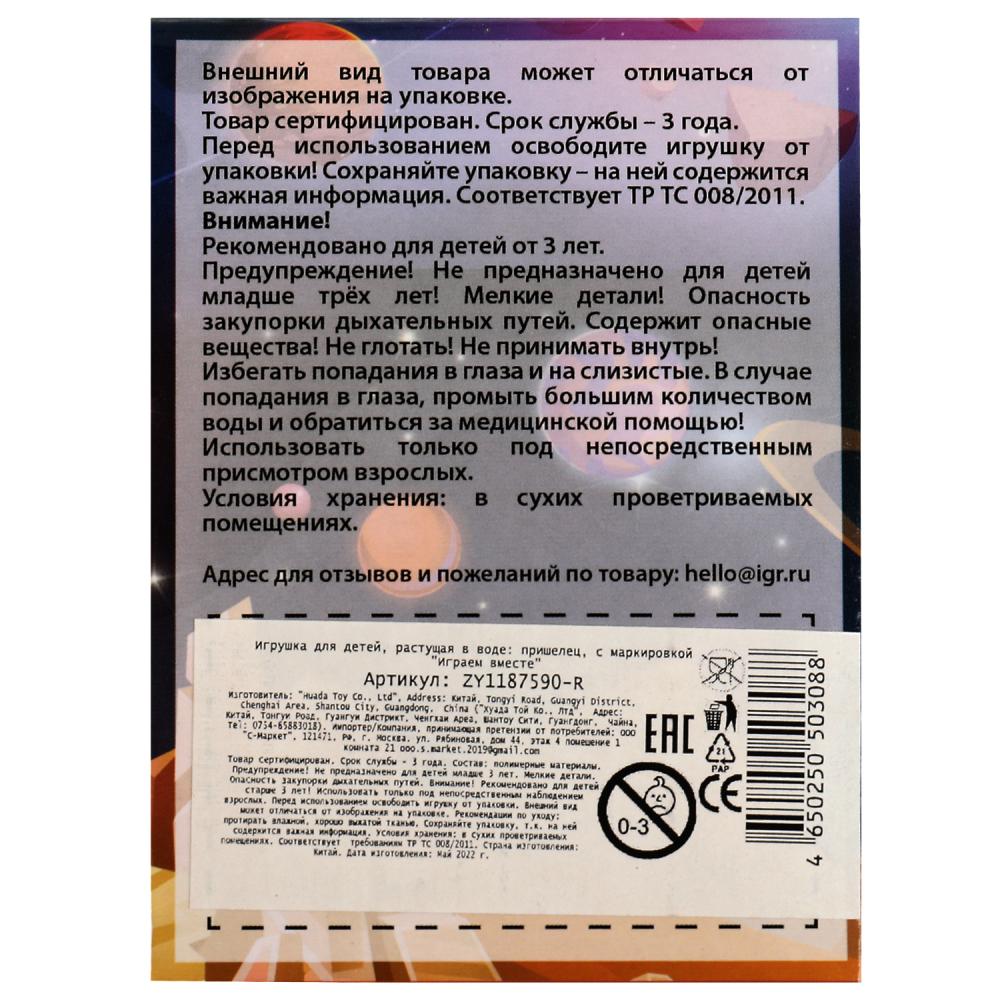 Внешний вид товара может отличаться от
изображения на упаковке.
Товар сертифицирован. Срок службы – 3 года.
Перед использованием освободите игрушку от
упаковки! Сохраняйте упаковку – на ней содержится
важная информация. Соответствует ТР ТС 008/2011.
Внимание!
Рекомендовано для детей от 3 лет.
Предупреждение! Не предназначено для детей
младше трёх лет! Мелкие детали! Опасность
закупорки дыхательных путей. Содержит опасные
вещества! Не глотать! Не принимать внутрь!
Избегать попадания в глаза и на слизистые. В случае
попадания в глаза, промыть большим количеством
воды и обратиться за медицинской помощью!
Использовать только под непосредственным
присмотром взрослых.
Условия хранения: в сухих проветриваемых
помещениях.
Адрес для отзывов и пожеланий по товару: hello@igr.ru
Игрушка для детей, растущая в воде: пришелец, с маркировкой
"Играем вместе"
Артикул: ZY1187590-R
Изготовитель: "Huada Toy Co., Ltd", Address: Китай, Tongyi Road, Guangyi District,
Chenghai Area, Shantou City, Guangdong, China ("Хуада Той Ко., Лтд", Адрес:
Китай, Тонгуи Роад, Гуангуи Дистрикт, Ченгхаи Ареа, Шантоу Сити, Гуангдонг, Чайна,
Тел: 0754-85883018). Импортер/Компания, принимающая претензии от потребителей: ООО
"С-Маркет", 121471, РФ, г. Москва, ул. Рябиновая, дом 44, этаж 4 помещение 1
комната 21 ooo.s.market.2019@gmail.com
Товар сертифицирован. Срок службы - 3 года. Состав: полимерные материалы.
Предупреждение! Не предназначено для детей младше 3 лет. Мелкие детали.
Опасность закупорки дыхательных путей. Внимание! Рекомендовано для детей
старше 3 лет! Использовать только под непосредственным наблюдением
взрослых. Перед использованием освободить игрушку от упаковки. Внешний вид
может отличаться от изображения на упаковке. Рекомендации по уходу:
протирать влажной, хорошо выжатой тканью. Сохраняйте упаковку, т.к. на ней
содержится важная информация. Условия хранения: в Сухих проветриваемых
помещениях. Соответствует требованиям ТР ТС 008/2011. Страна изготовления:
Китай. Дата изготовления: Май 2022 г.
EAC
21
PAP
CE
0-3
4 650250 503088